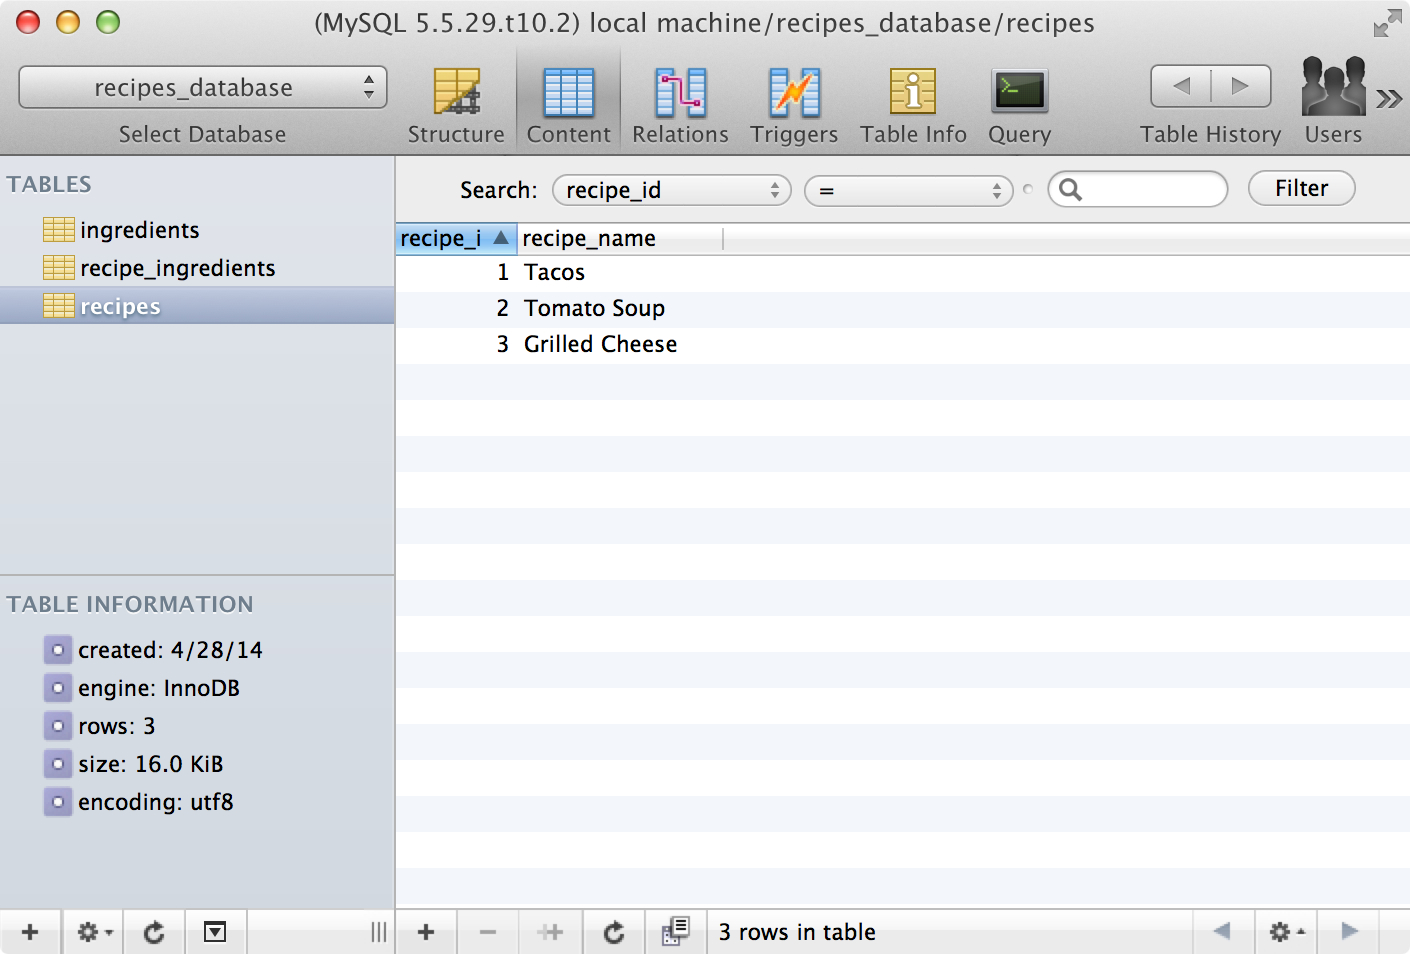 (MySQL 5.5.29.t10.2) local machine/recipes_database/recipes
recipes_database
Select Database
Structure
Content
Relations
Triggers
Table Info
Query
Table History
Users
TABLES
ingredients
recipe_ingredients
recipes
Search:
recipe_id
=
Filter
recipe_i
recipe_name
1 Tacos
2 Tomato Soup
3 Grilled Cheese
TABLE INFORMATION
created: 4/28/14
engine: InnoDB
rows: 3
size: 16.0 KiB
encoding: utf8
3 rows in table